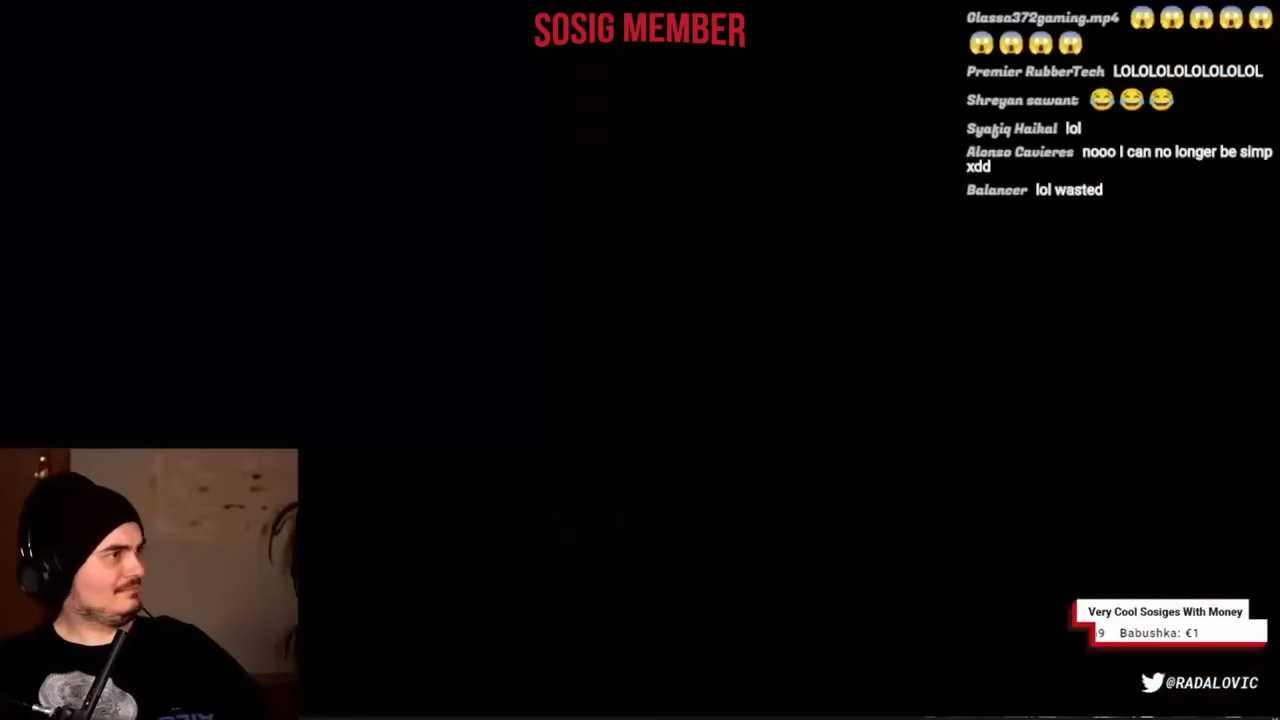 SOSIG MEMBER
Olassa372gaming.mp4 😱😱😱😱😱
😱😱😱😱
Premier RubberTech LOLOLOLOLOLOLOLOL
Shreyan sawant 😂😂😂
Syafiq Haikal lol
Alonso Cavieres nooo I can no longer be simp
xdd
Balancer lol wasted
Very Cool Sosiges With Money
9 Babushka: €1
@RADALOVIC